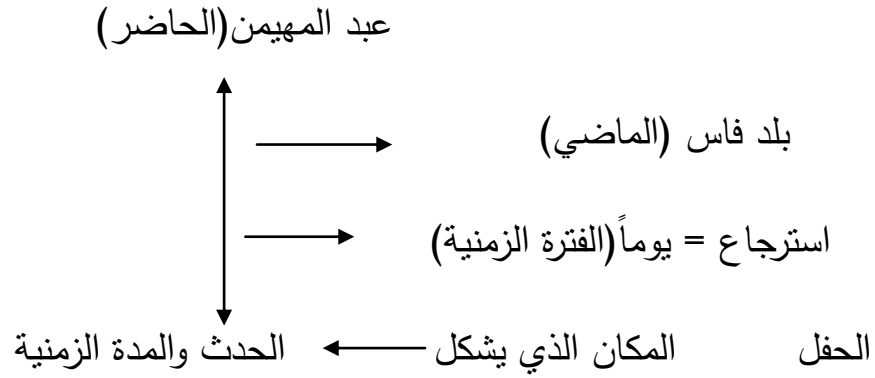 عبد المهيمن(الحاضر)
بلد فاس (الماضي)
استرجاع = يوماً(الفترة الزمنية)
الحفل المكان الذي يشكل الحدث والمدة الزمنية